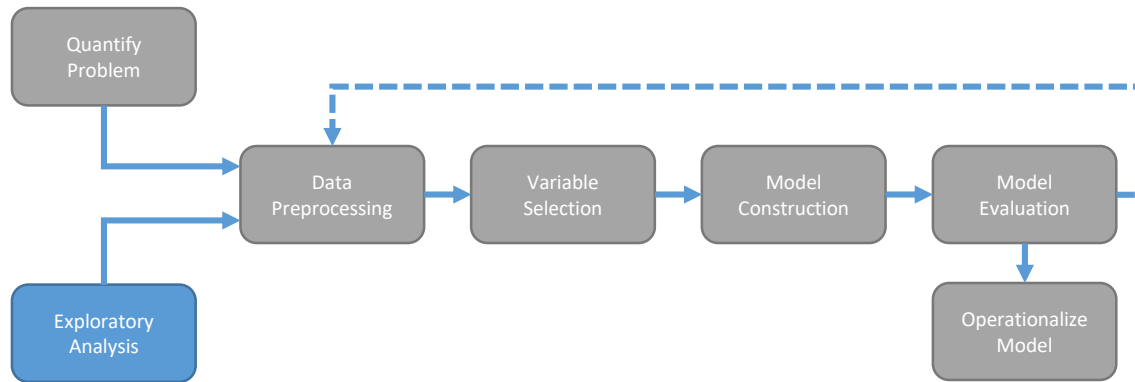 Quantify
Problem
Data
Preprocessing
Variable
Selection
Model
Construction
Model
Evaluation
Exploratory
Analysis
Operationalize
Model